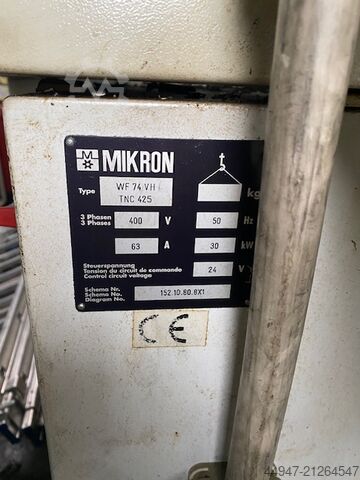 M MIKRON
Type WF 74 VH kg
TNC 425
3 Phasen 400 V 50 Hz
3 Phases
63 A 30 kW
Steuerspannung
Tension du circuit de commande 24 V
Control circuit voltage
Schema Nr.
Schema No. 152.10.80.8X1
Diagram No.
CE
44947-21264547